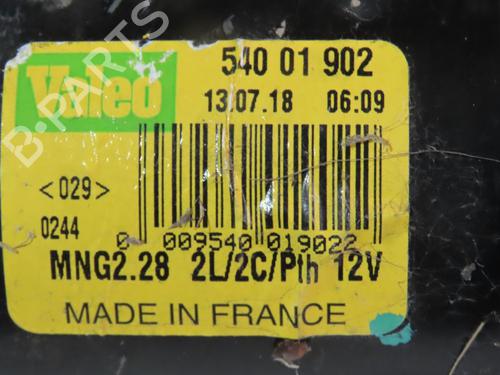 B-PARTS
Valeo
54 01 902
13.07.18 06:09
<029>
0244
0 009540 019022
MNG2.28 2L/2C/Pth 12V
MADE IN FRANCE